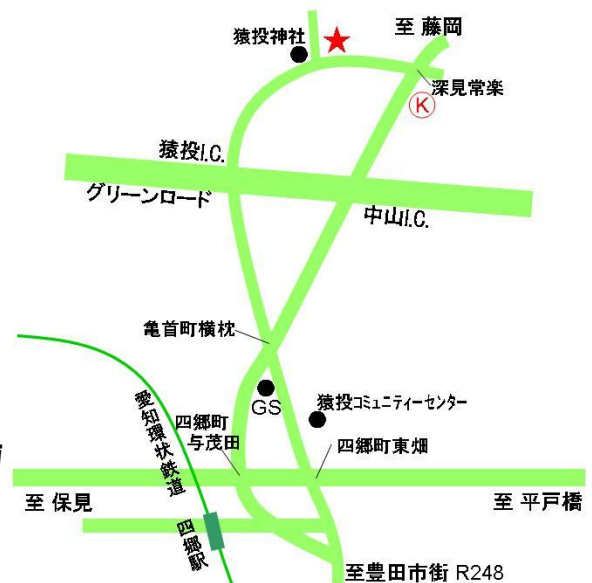 至 藤岡
猿投神社
深見常楽
K
猿投I.C.
グリーンロード
中山I.C.
亀首町横枕
愛知環状鉄道
GS
猿投コミュニティーセンター
四郷町
与茂田
四郷町東畑
至 保見
至 平戸橋
四郷駅
至豊田市街 R248